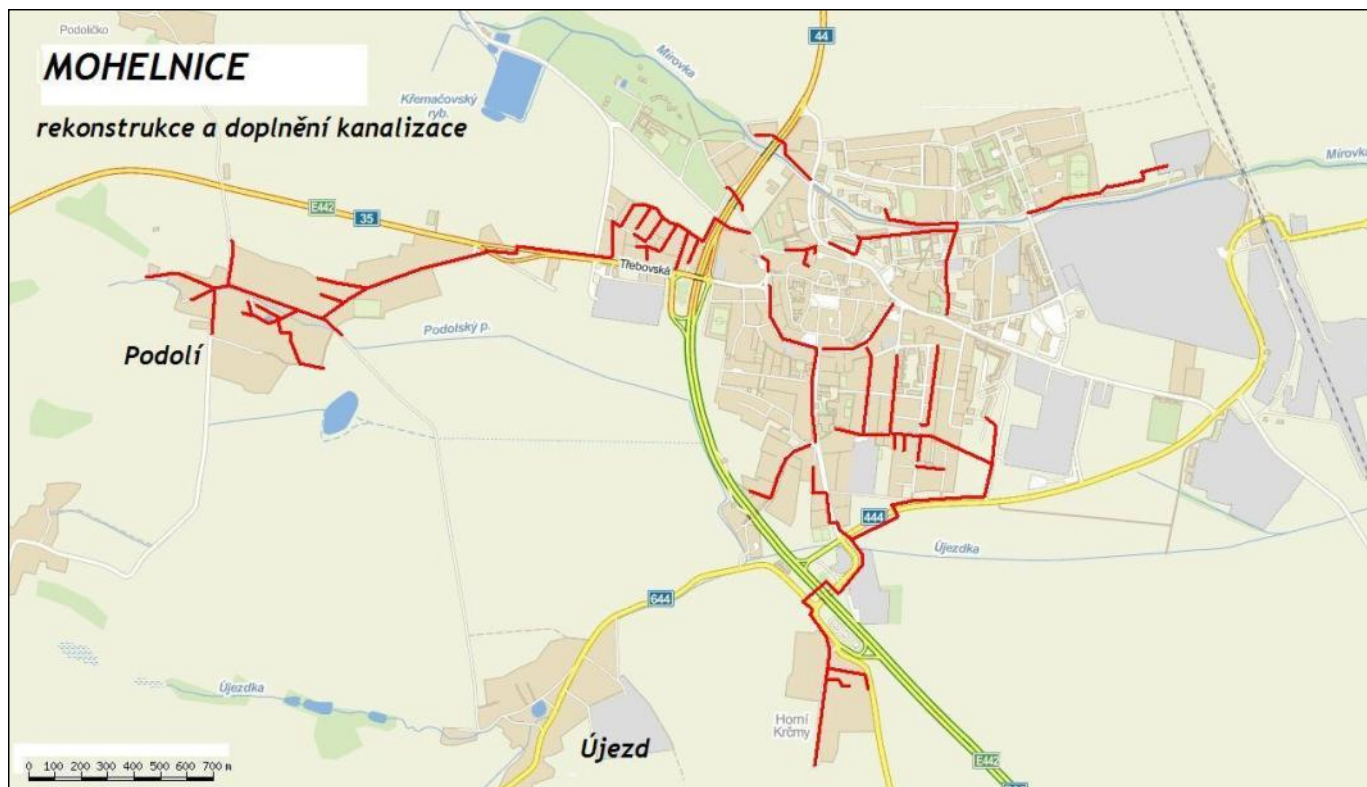 Podolíčko
MOHELNICE
rekonstrukce a doplnění kanalizace
Křemačovský
ryb.
Mírovka
44
Mírovka
E442
35
Třebovská
Podolský p.
Podolí
444
Újezdka
644
Újezdka
Horní
Krčmy
Újezd
E442
0 100 200 300 400 500 600 700 m